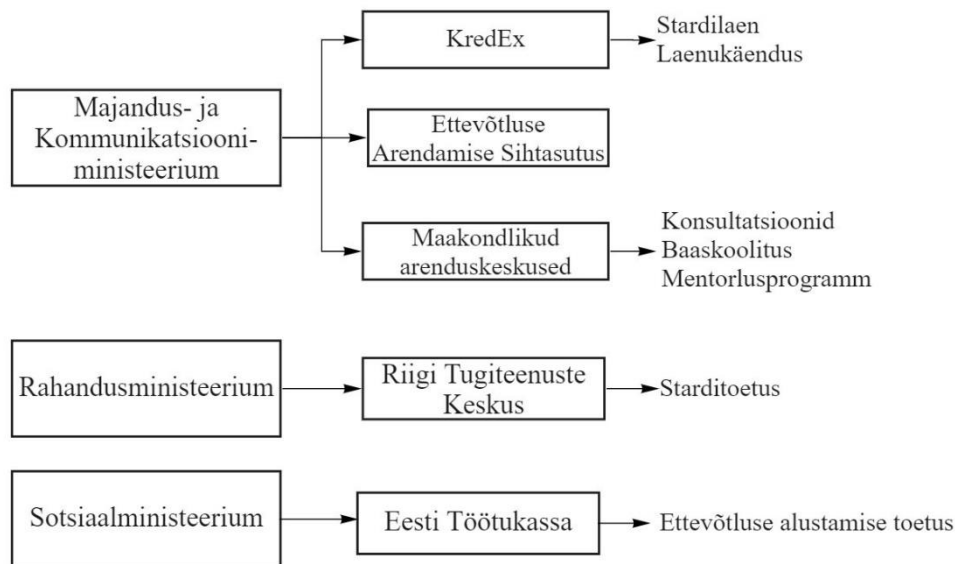 KredEx
Stardilaen
Laenukäendus
Majandus- ja
Kommunikatsiooni-
ministeerium
Ettevõtluse
Arendamise Sihtasutus
Maakondlikud
arenduskeskused
Konsultatsioonid
Baaskoolitus
Mentorlusprogramm
Rahandusministeerium
Riigi Tugiteenuste
Keskus
Starditoetus
Sotsiaalministeerium
Eesti Töötukassa
Ettevõtluse alustamise toetus